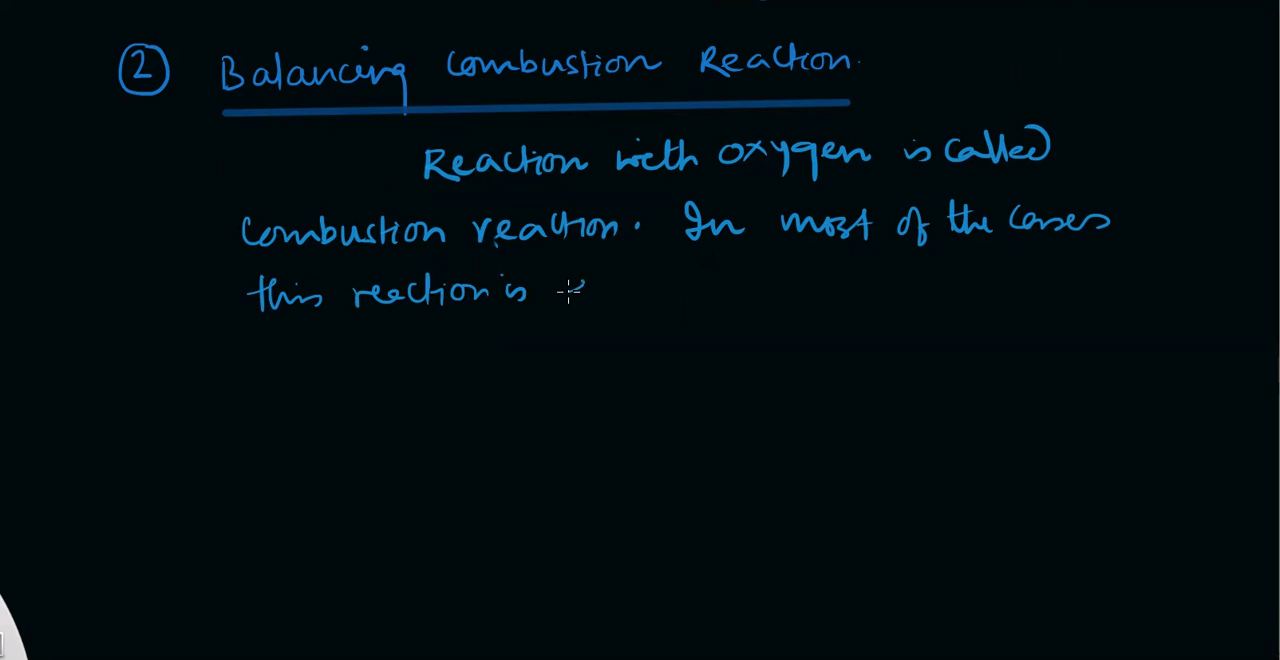 2 Balancing Combustion Reaction.
Reaction with oxygen is called
Combustion reaction. In most of the cases
this reaction is